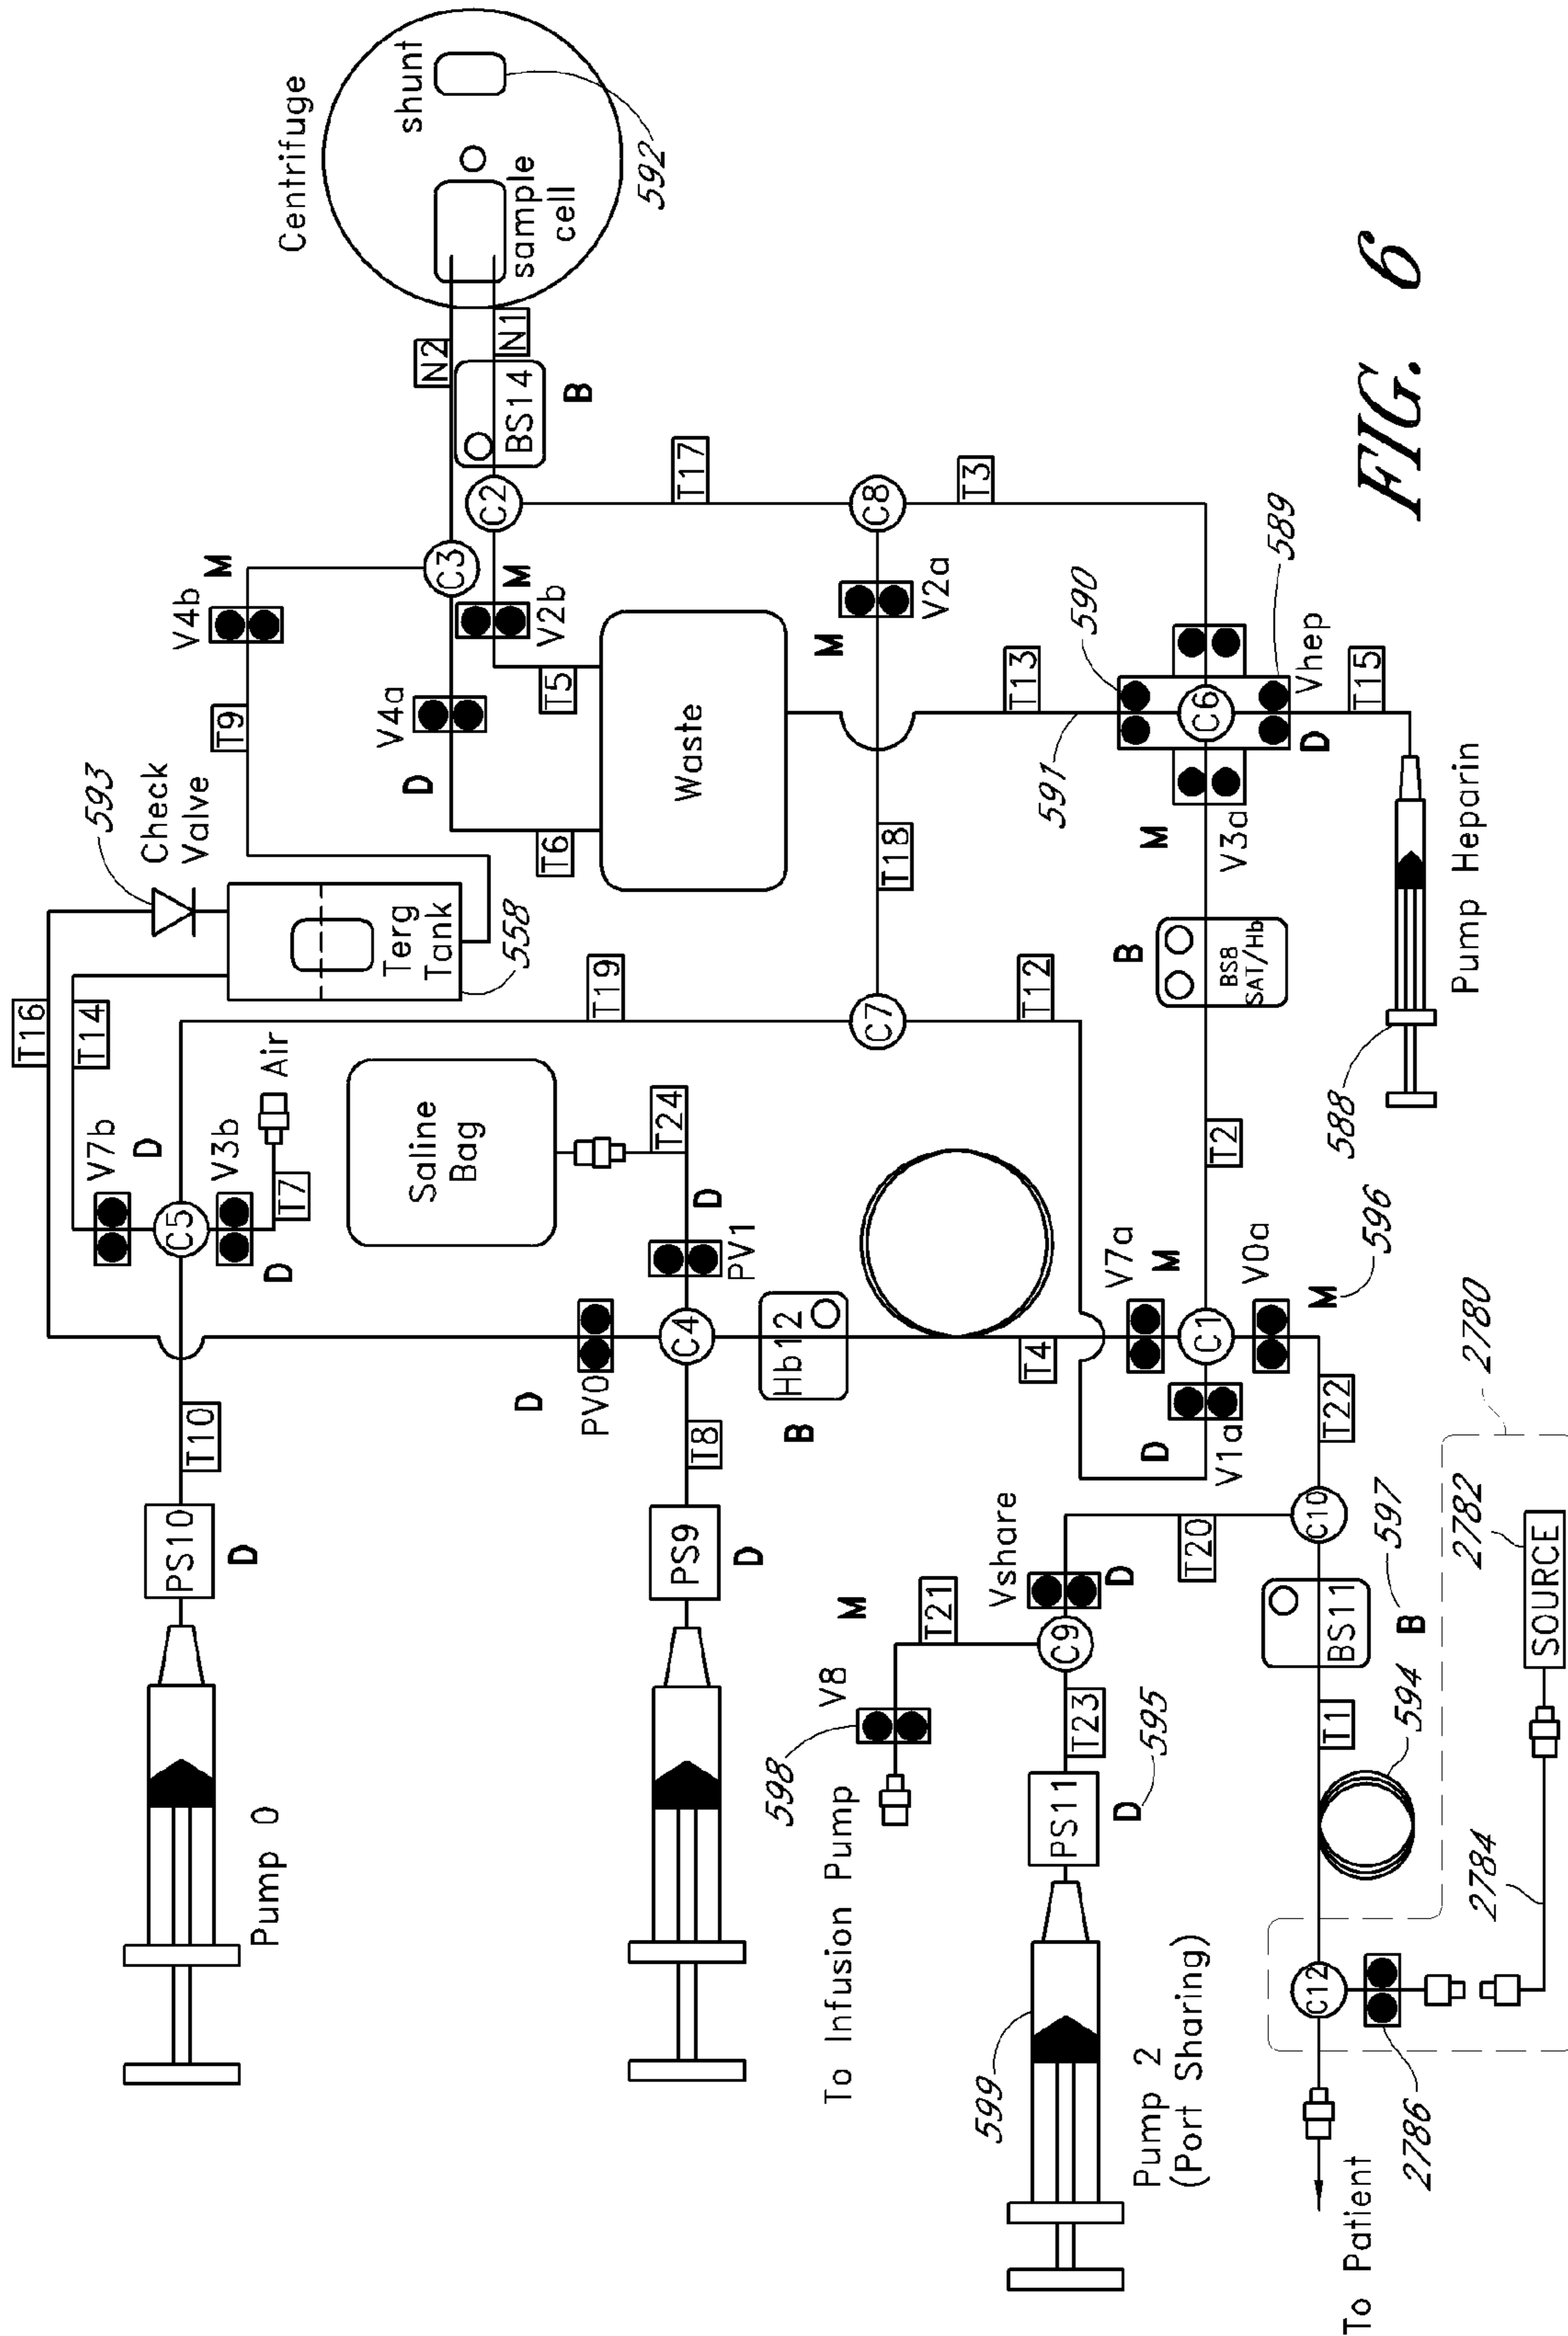 T16
T14
PS10
T10
V7b
Check
Valve
593
C5
D
D
V3b
T9
V4b
Pump 0
D
T7
Air
M
Centrifuge
Terg
Tank
558
V4a
D
N2
shunt
Saline
Bag
C3
C2
M
BS14
N1
sample
cell
D
PV0
T19
T6
T5
V2b
B
592
PS9
T8
C4
T24
Waste
T17
D
PV1
D
B
Hb12
To Infusion Pump
598
V8
M
C7
T18
M
C8
V2a
T21
599
Vshare
T3
PS11
T23
C9
T4
T12
591
T13
590
D
595
D
V7a
B
M
Pump 2
(Port Sharing)
D
M
T20
V1a
C1
T2
BS8
SAT/Hb
V3a
C6
589
V0a
D
Vhep
C12
T1
BS11
C10
T22
M
596
588
To Patient
2786
594
B
597
T15
Pump Heparin
2784
2782
2780
SOURCE
FIG. 6